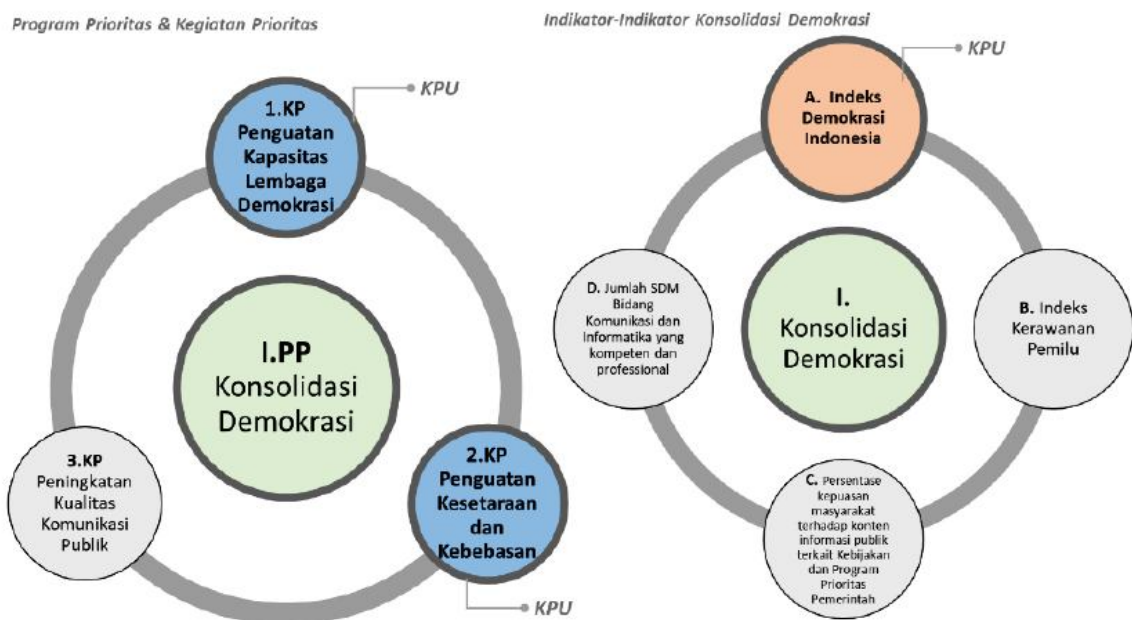 Program Prioritas & Kegiatan Prioritas
KPU
1.KP
Penguatan
Kapasitas
Lembaga
Demokrasi
I.PP
Konsolidasi
Demokrasi
3.KP
Peningkatan
Kualitas
Komunikasi
Publik
2.KP
Penguatan
Kesetaraan
dan
Kebebasan
KPU
Indikator-Indikator Konsolidasi Demokrasi
KPU
A. Indeks
Demokrasi
Indonesia
D. Jumlah SDM
Bidang
Komunikasi dan
Informatika yang
kompeten dan
professional
I.
Konsolidasi
Demokrasi
B. Indeks
Kerawanan
Pemilu
C. Persentase
kepuasan
masyarakat
terhadap konten
informasi publik
terkait Kebijakan
dan Program
Prioritas
Pemerintah